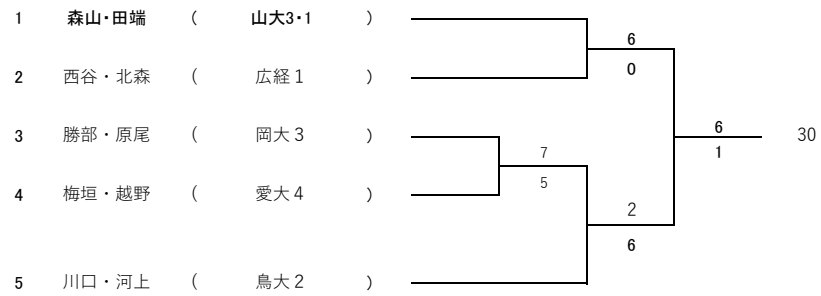 1 森山・田端 ( 山大3・1 )
6
2 西谷・北森 ( 広経１ )
0
3 勝部・原尾 ( 岡大３ )
6 30
7
1
5
4 梅垣・越野 ( 愛大４ )
2
6
5 川口・河上 ( 鳥大２ )